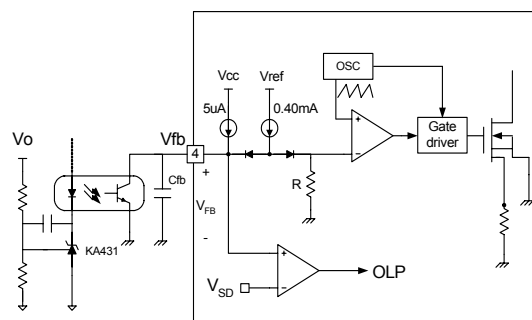 OSC
Vcc Vref
5uA 0.40mA
Vo
Vfb
4
+
-
Gate
driver
Cfb
R
+
VFB
-
KA431
+
-
VSD
OLP